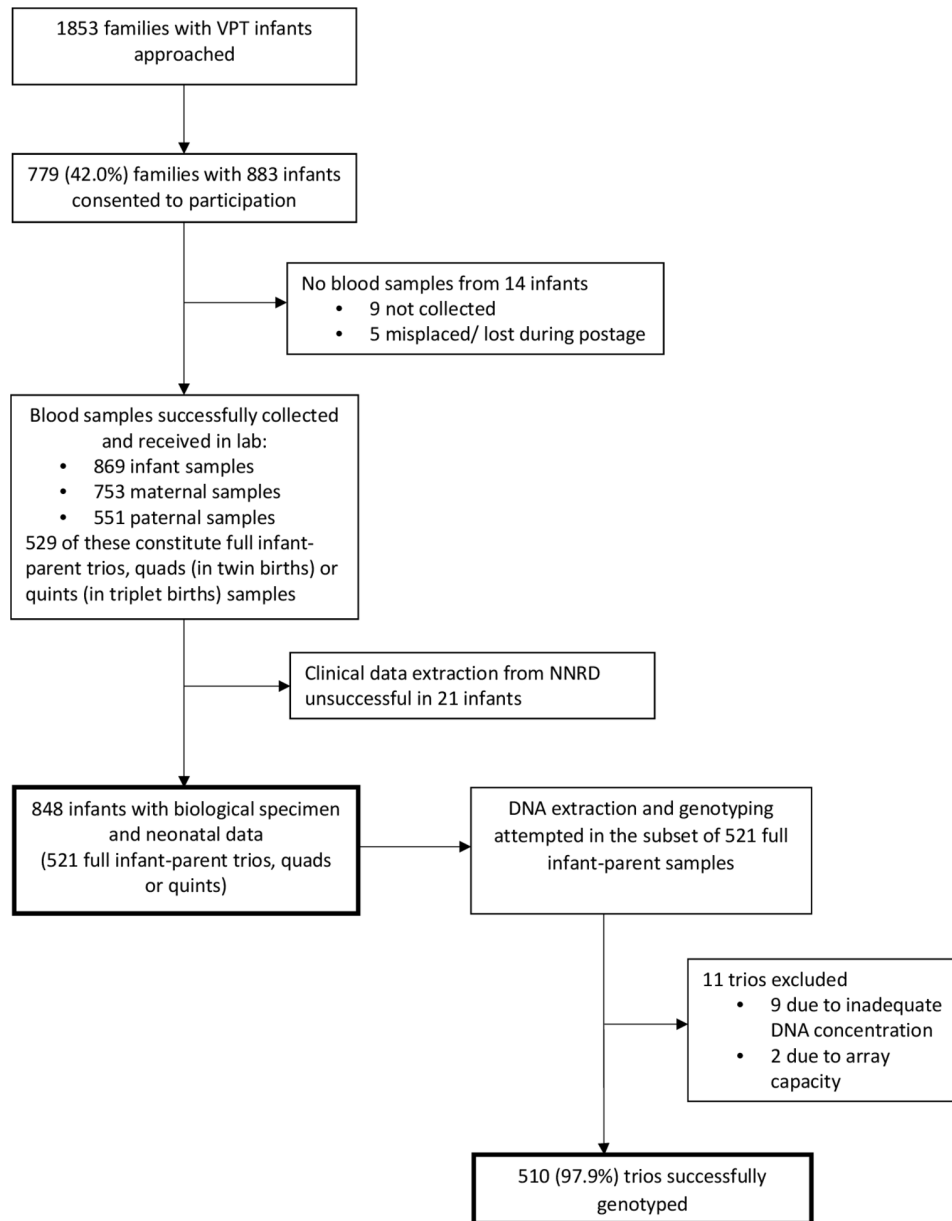 1853 families with VPT infants
approached
779 (42.0%) families with 883 infants
consented to participation
No blood samples from 14 infants
• 9 not collected
• 5 misplaced/ lost during postage
Blood samples successfully collected
and received in lab:
• 869 infant samples
• 753 maternal samples
• 551 paternal samples
529 of these constitute full infant-
parent trios, quads (in twin births) or
quints (in triplet births) samples
Clinical data extraction from NNRD
unsuccessful in 21 infants
848 infants with biological specimen
and neonatal data
(521 full infant-parent trios, quads
or quints)
DNA extraction and genotyping
attempted in the subset of 521 full
infant-parent samples
11 trios excluded
• 9 due to inadequate
DNA concentration
• 2 due to array
capacity
510 (97.9%) trios successfully
genotyped